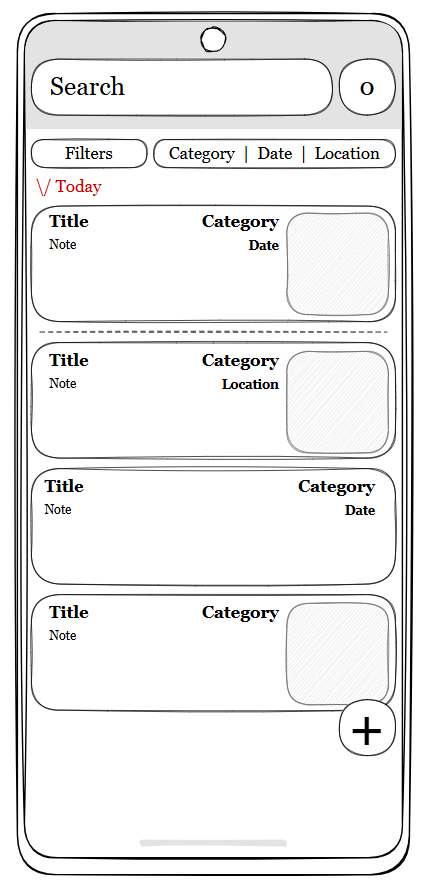 Search o
Filters Category | Date | Location
\/ Today
Title Category
Note Date
Title Category
Note Location
Title Category
Note Date
Title Category
Note
+